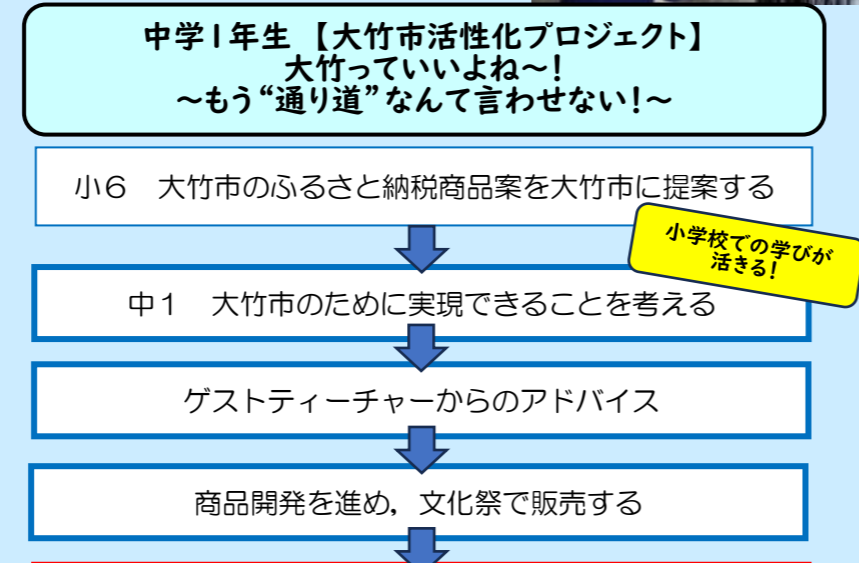 中学1年生 【大竹市活性化プロジェクト】
大竹っていいよね～!
～もう“通り道”なんて言わせない!～
小6 大竹市のふるさと納税商品案を大竹市に提案する
小学校での学びが
活きる!
中1 大竹市のために実現できることを考える
ゲストティーチャーからのアドバイス
商品開発を進め，文化祭で販売する